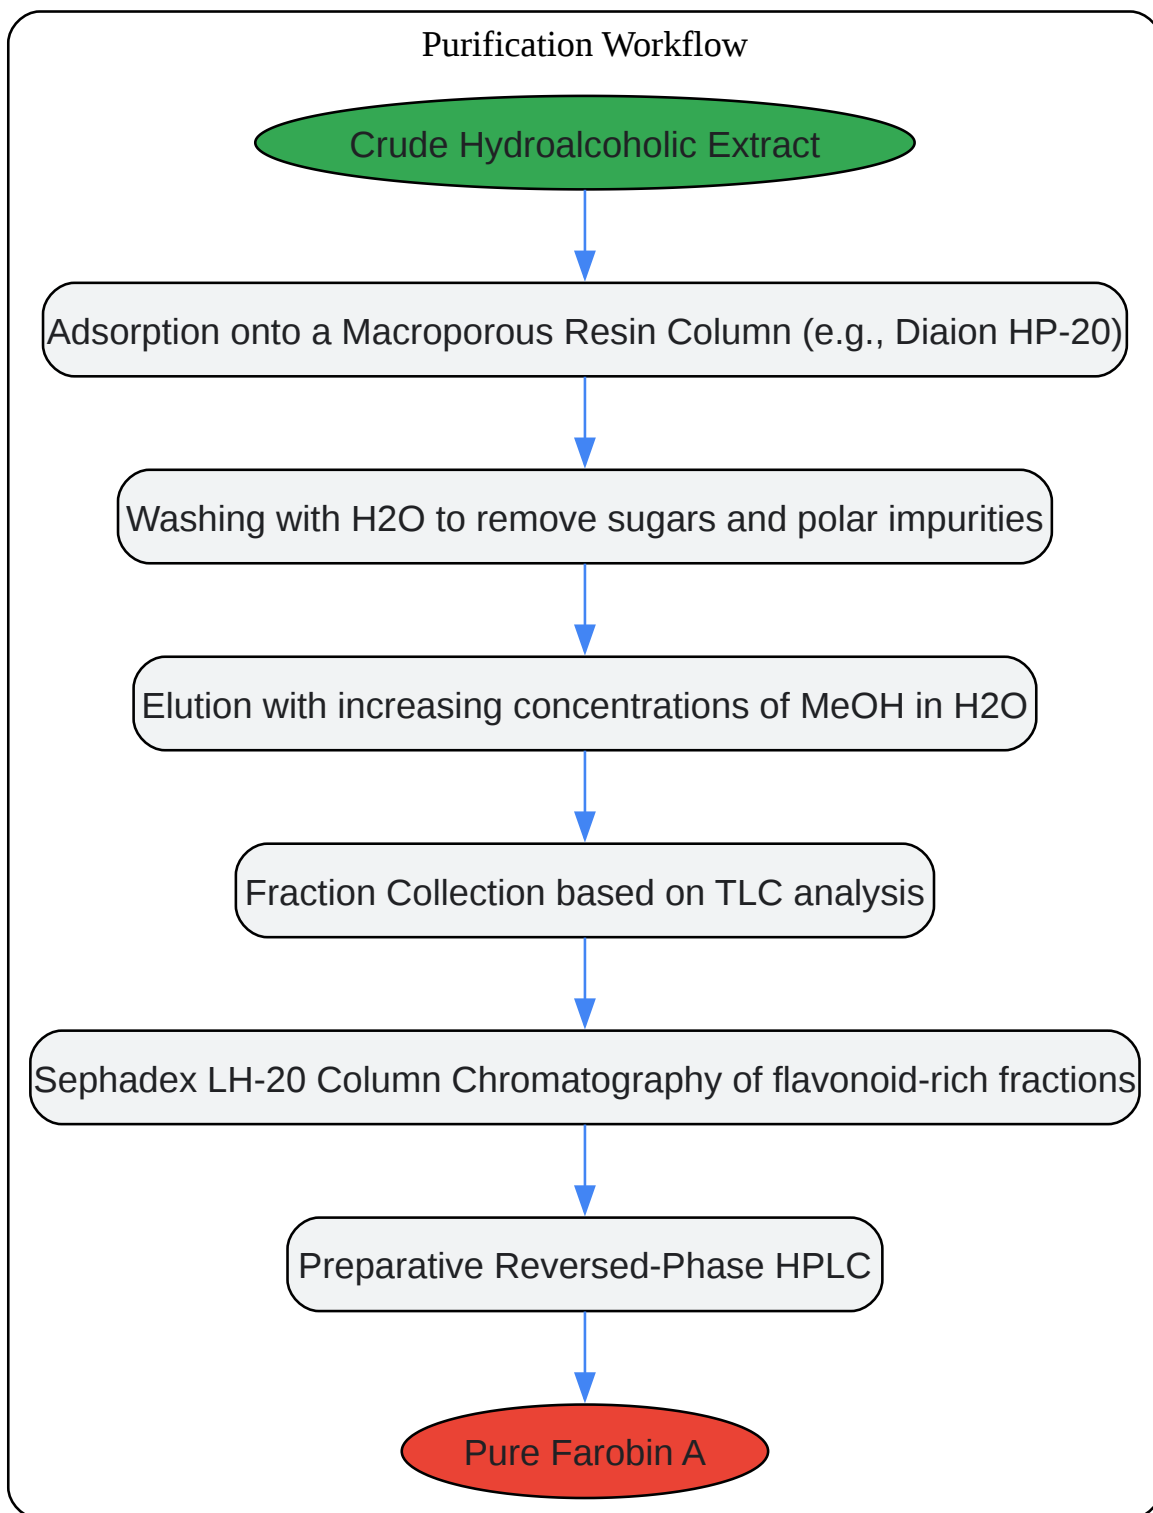 Purification Workflow
Crude Hydroalcoholic Extract
Adsorption onto a Macroporous Resin Column (e.g., Diaion HP-20)
Washing with H2O to remove sugars and polar impurities
Elution with increasing concentrations of MeOH in H2O
Fraction Collection based on TLC analysis
Sephadex LH-20 Column Chromatography of flavonoid-rich fractions
Preparative Reversed-Phase HPLC
Pure Farobin A